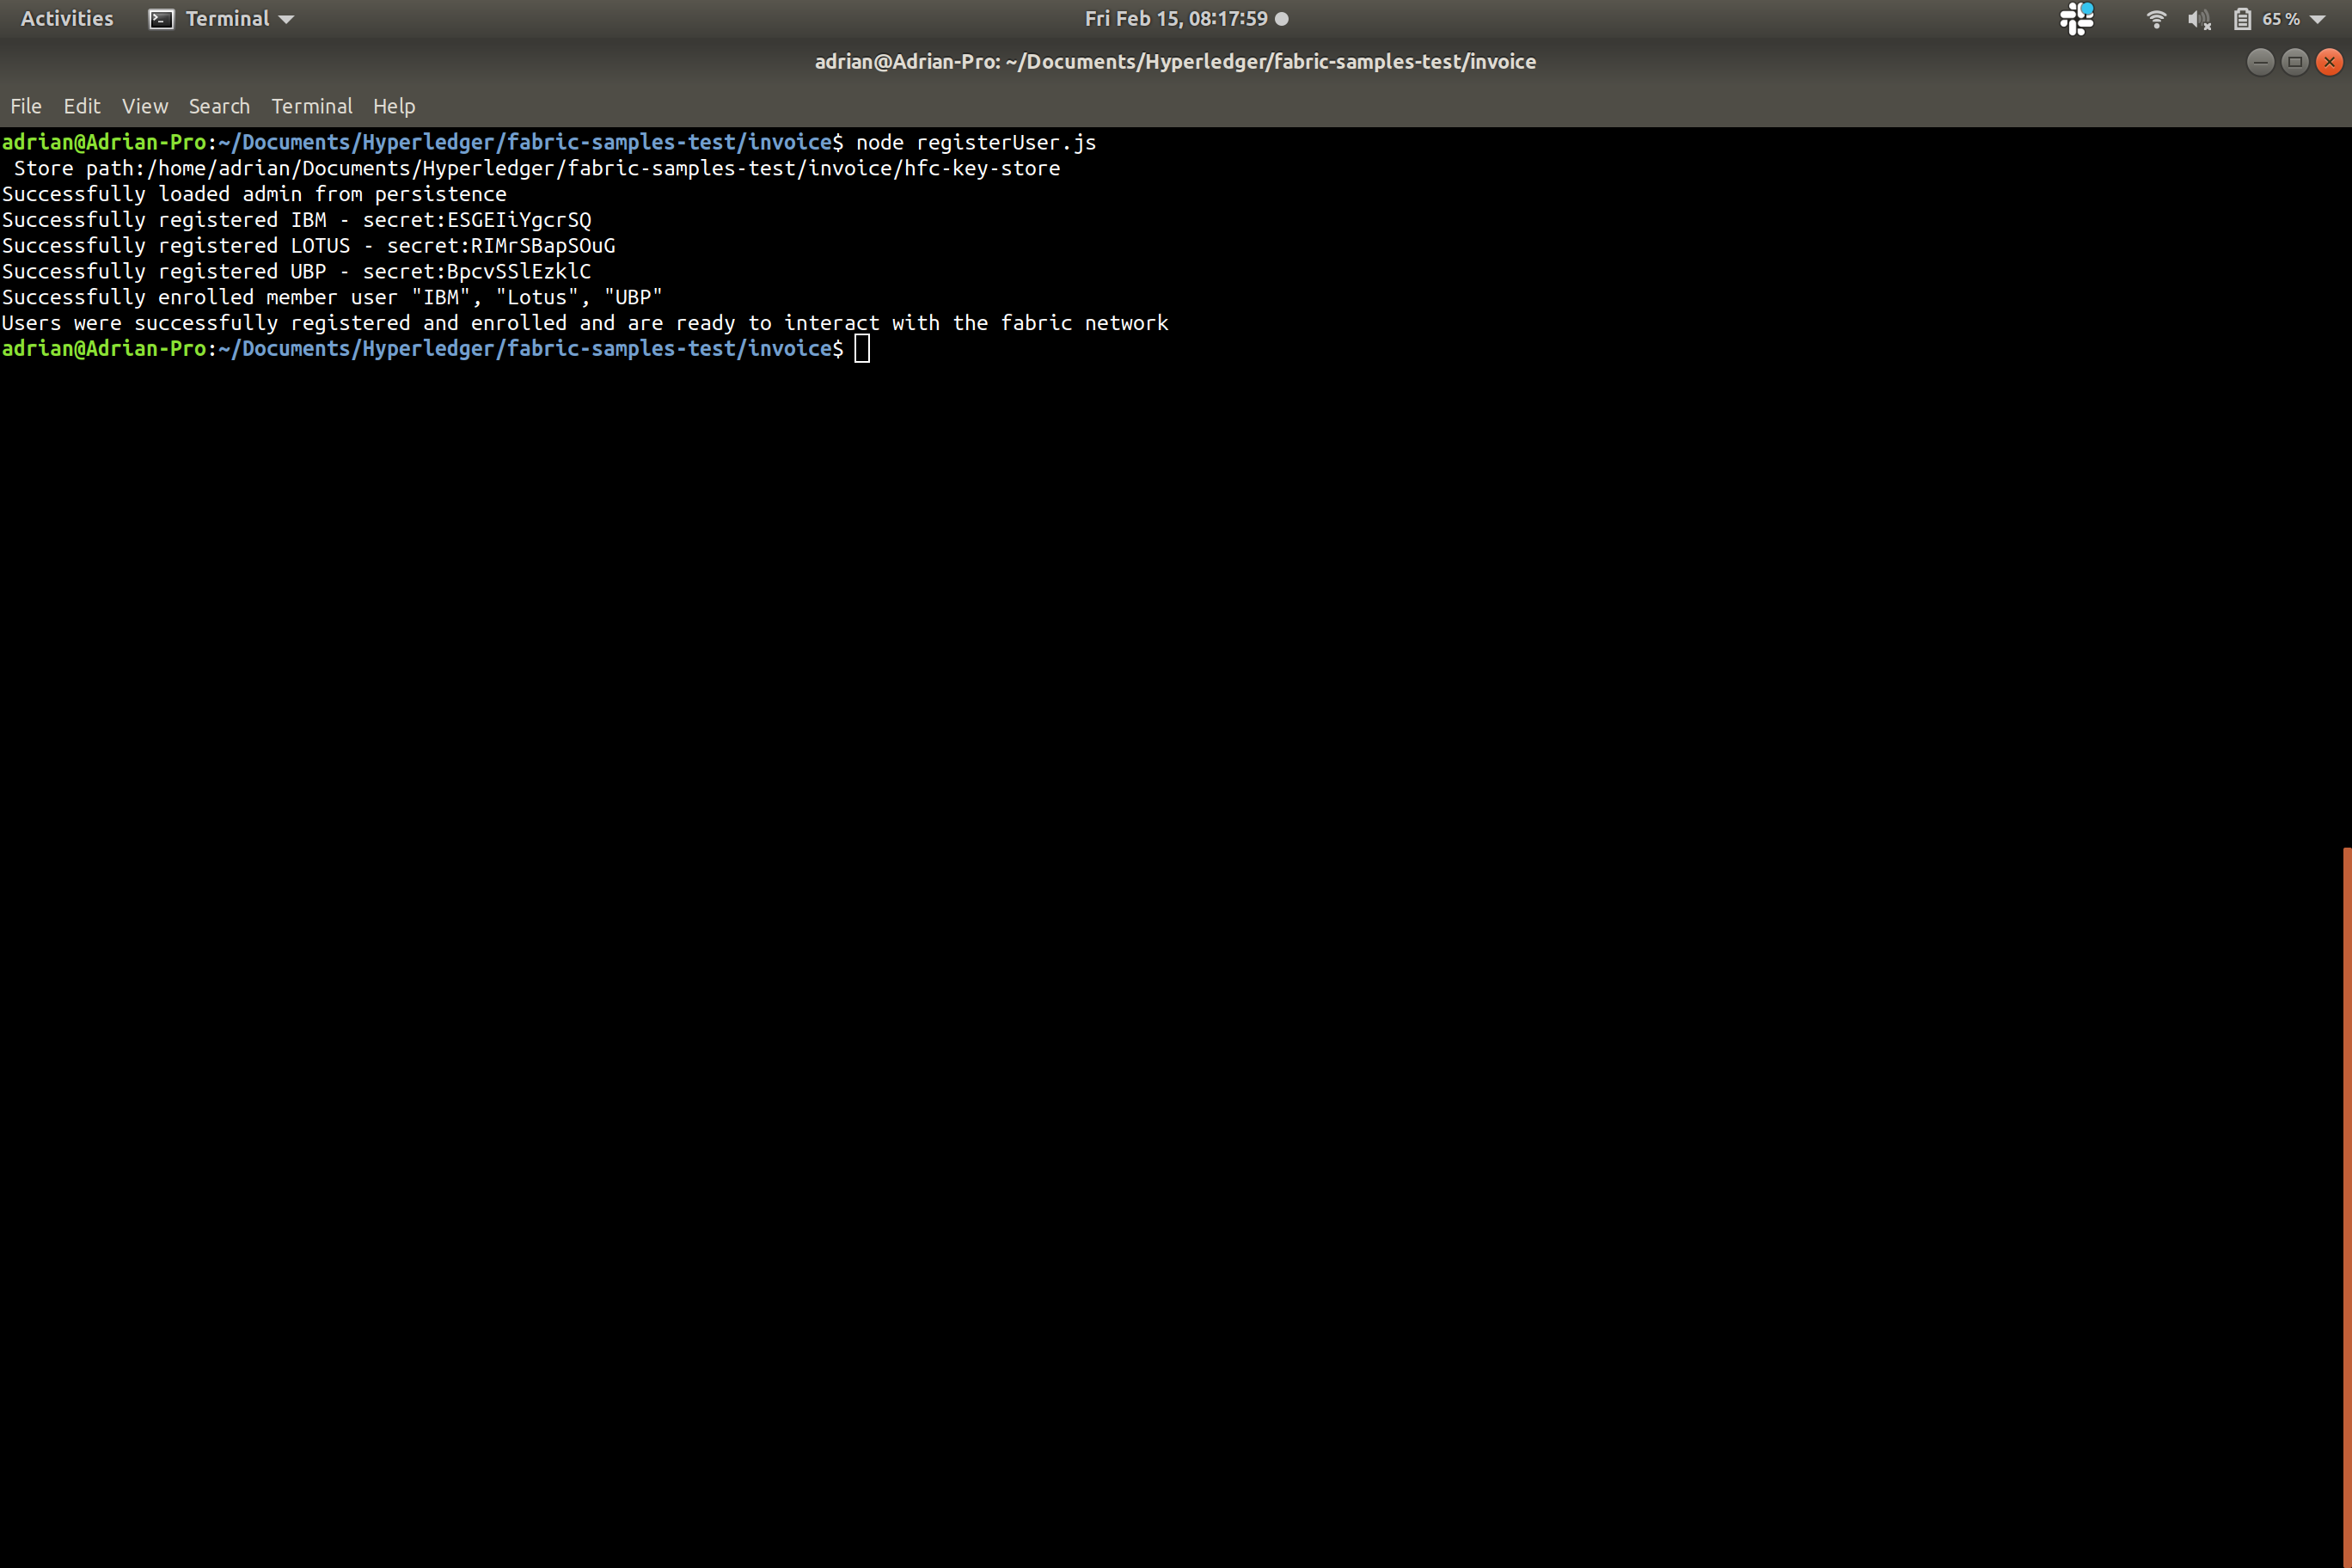 Activities Terminal Fri Feb 15, 08:17:59 65 %
adrian@Adrian-Pro: ~/Documents/Hyperledger/fabric-samples-test/invoice
File Edit View Search Terminal Help
adrian@Adrian-Pro:~/Documents/Hyperledger/fabric-samples-test/invoice$ node registerUser.js
 Store path:/home/adrian/Documents/Hyperledger/fabric-samples-test/invoice/hfc-key-store
Successfully loaded admin from persistence
Successfully registered IBM - secret:ESGEIiYgcrSQ
Successfully registered LOTUS - secret:RIMrSBapSOuG
Successfully registered UBP - secret:BpcvSSlEzklC
Successfully enrolled member user "IBM", "Lotus", "UBP"
Users were successfully registered and enrolled and are ready to interact with the fabric network
adrian@Adrian-Pro:~/Documents/Hyperledger/fabric-samples-test/invoice$